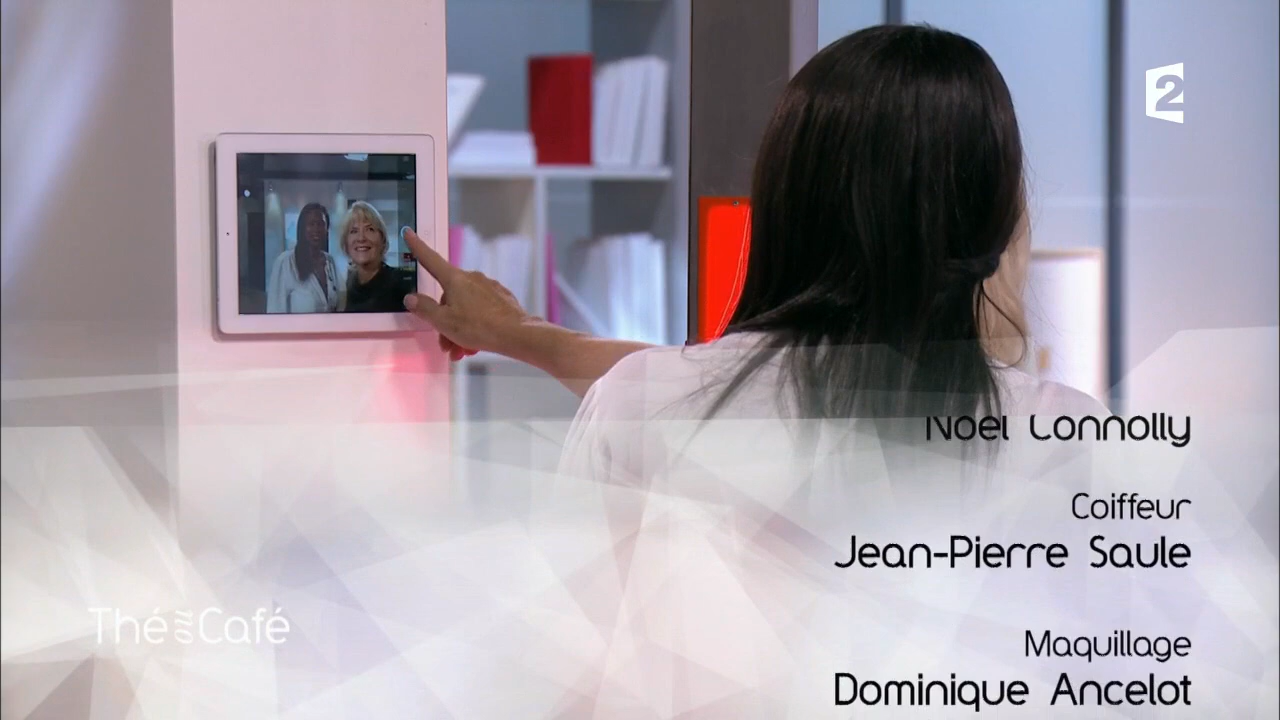 2
Noël Connolly
Coiffeur
Jean-Pierre Saule
Maquillage
Dominique Ancelot
Thé ou Café